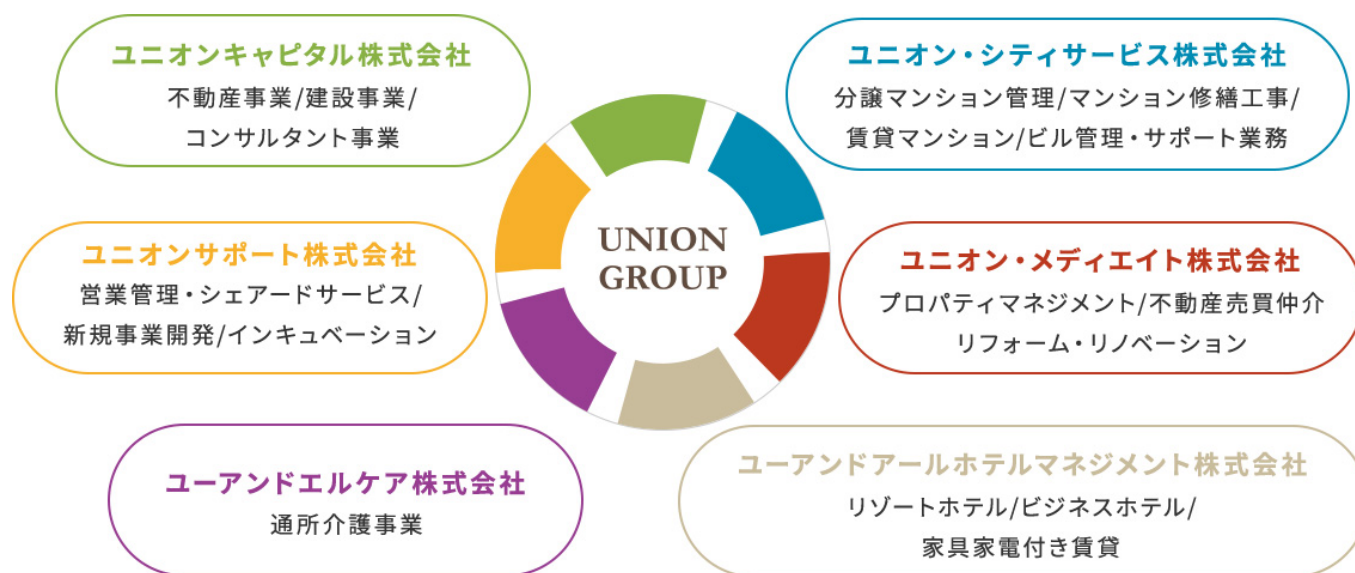 ユニオンキャピタル株式会社
不動産事業/建設事業/
コンサルタント事業
ユニオン・シティサービス株式会社
分譲マンション管理/マンション修繕工事/
賃貸マンション/ビル管理・サポート業務
ユニオンサポート株式会社
営業管理・シェアードサービス/
新規事業開発/インキュベーション
UNION
GROUP
ユニオン・メディエイト株式会社
プロパティマネジメント/不動産売買仲介
リフォーム・リノベーション
ユーアンドエルケア株式会社
通所介護事業
ユーアンドアールホテルマネジメント株式会社
リゾートホテル/ビジネスホテル/
家具家電付き賃貸